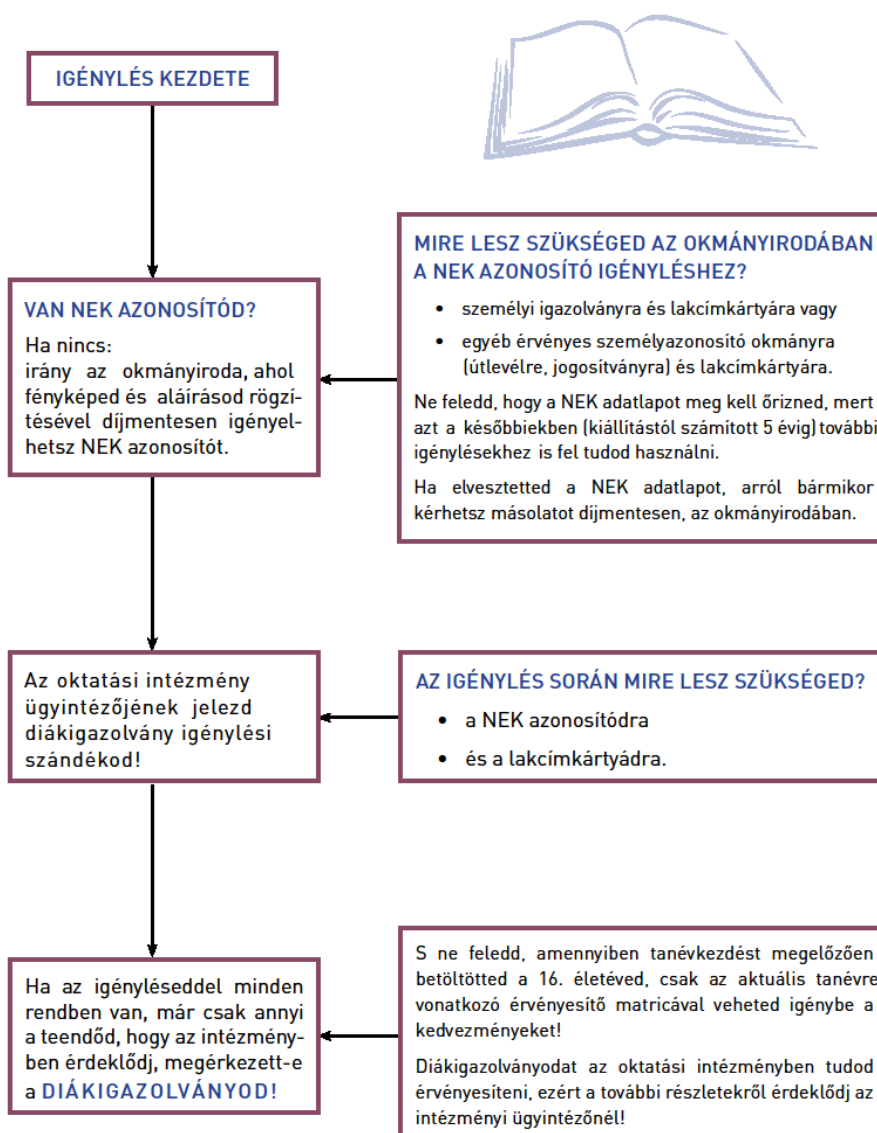 IGÉNYLÉS KEZDETE
VAN NEK AZONOSÍTÓD?
Ha nincs:
irány az okmányiroda, ahol
fényképed és aláírásod rögzí-
tésével díjmentesen igényel-
hetsz NEK azonosítót.
MIRE LESZ SZÜKSÉGED AZ OKMÁNYIRODÁBAN
A NEK AZONOSÍTÓ IGÉNYLÉSHEZ?
• személyi igazolványra és lakcímkártyára vagy
• egyéb érvényes személyazonosító okmányra
(útlevélre, jogosítványra) és lakcímkártyára.
Ne feledd, hogy a NEK adatlapot meg kell őrizned, mert
azt a későbbiekben (kiállítástól számított 5 évig) további
igénylésekhez is fel tudod használni.
Ha elvesztetted a NEK adatlapot, arról bármikor
kérhetsz másolatot díjmentesen, az okmányirodában.
Az oktatási intézmény
ügyintézőjének jelezd
diákigazolvány igénylési
szándékod!
AZ IGÉNYLÉS SORÁN MIRE LESZ SZÜKSÉGED?
• a NEK azonosítódra
• és a lakcímkártyádra.
Ha az igényléseddel minden
rendben van, már csak annyi
a teendőd, hogy az intézmény-
ben érdeklődj, megérkezett-e
a DIÁKIGAZOLVÁNYOD!
S ne feledd, amennyiben tanévkezdést megelőzően
betöltötted a 16. életéved, csak az aktuális tanévre
vonatkozó érvényesítő matricával veheted igénybe a
kedvezményeket!
Diákigazolványodat az oktatási intézményben tudod
érvényesíteni, ezért a további részletekről érdeklődj az
intézményi ügyintézőnél!